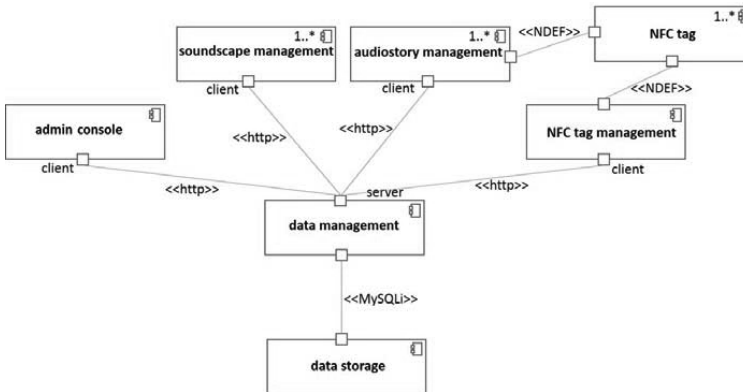 1..*
soundscape management
1..*
audiostory management
<<NDEF>>
1..*
NFC tag
client
client
<<NDEF>>
admin console
<<http>>
<<http>>
NFC tag management
client
client
<<http>>
server
<<http>>
data management
<<MySQLi>>
data storage